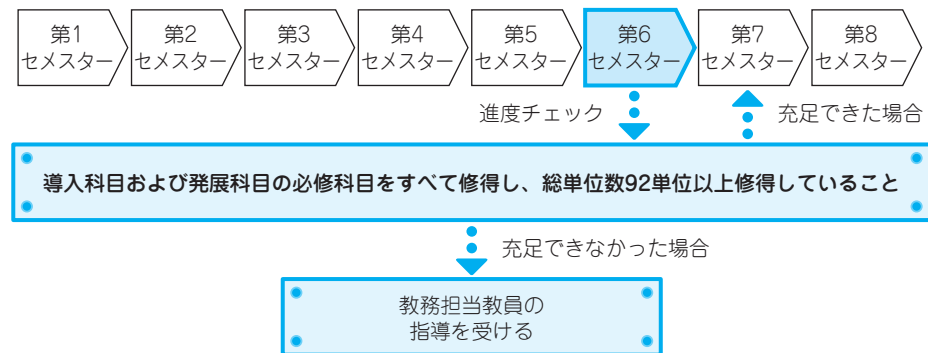 第1
セメスター
第2
セメスター
第3
セメスター
第4
セメスター
第5
セメスター
第6
セメスター
第7
セメスター
第8
セメスター
進度チェック
充足できた場合
導入科目および発展科目の必修科目をすべて修得し、総単位数92単位以上修得していること
充足できなかった場合
教務担当教員の
指導を受ける